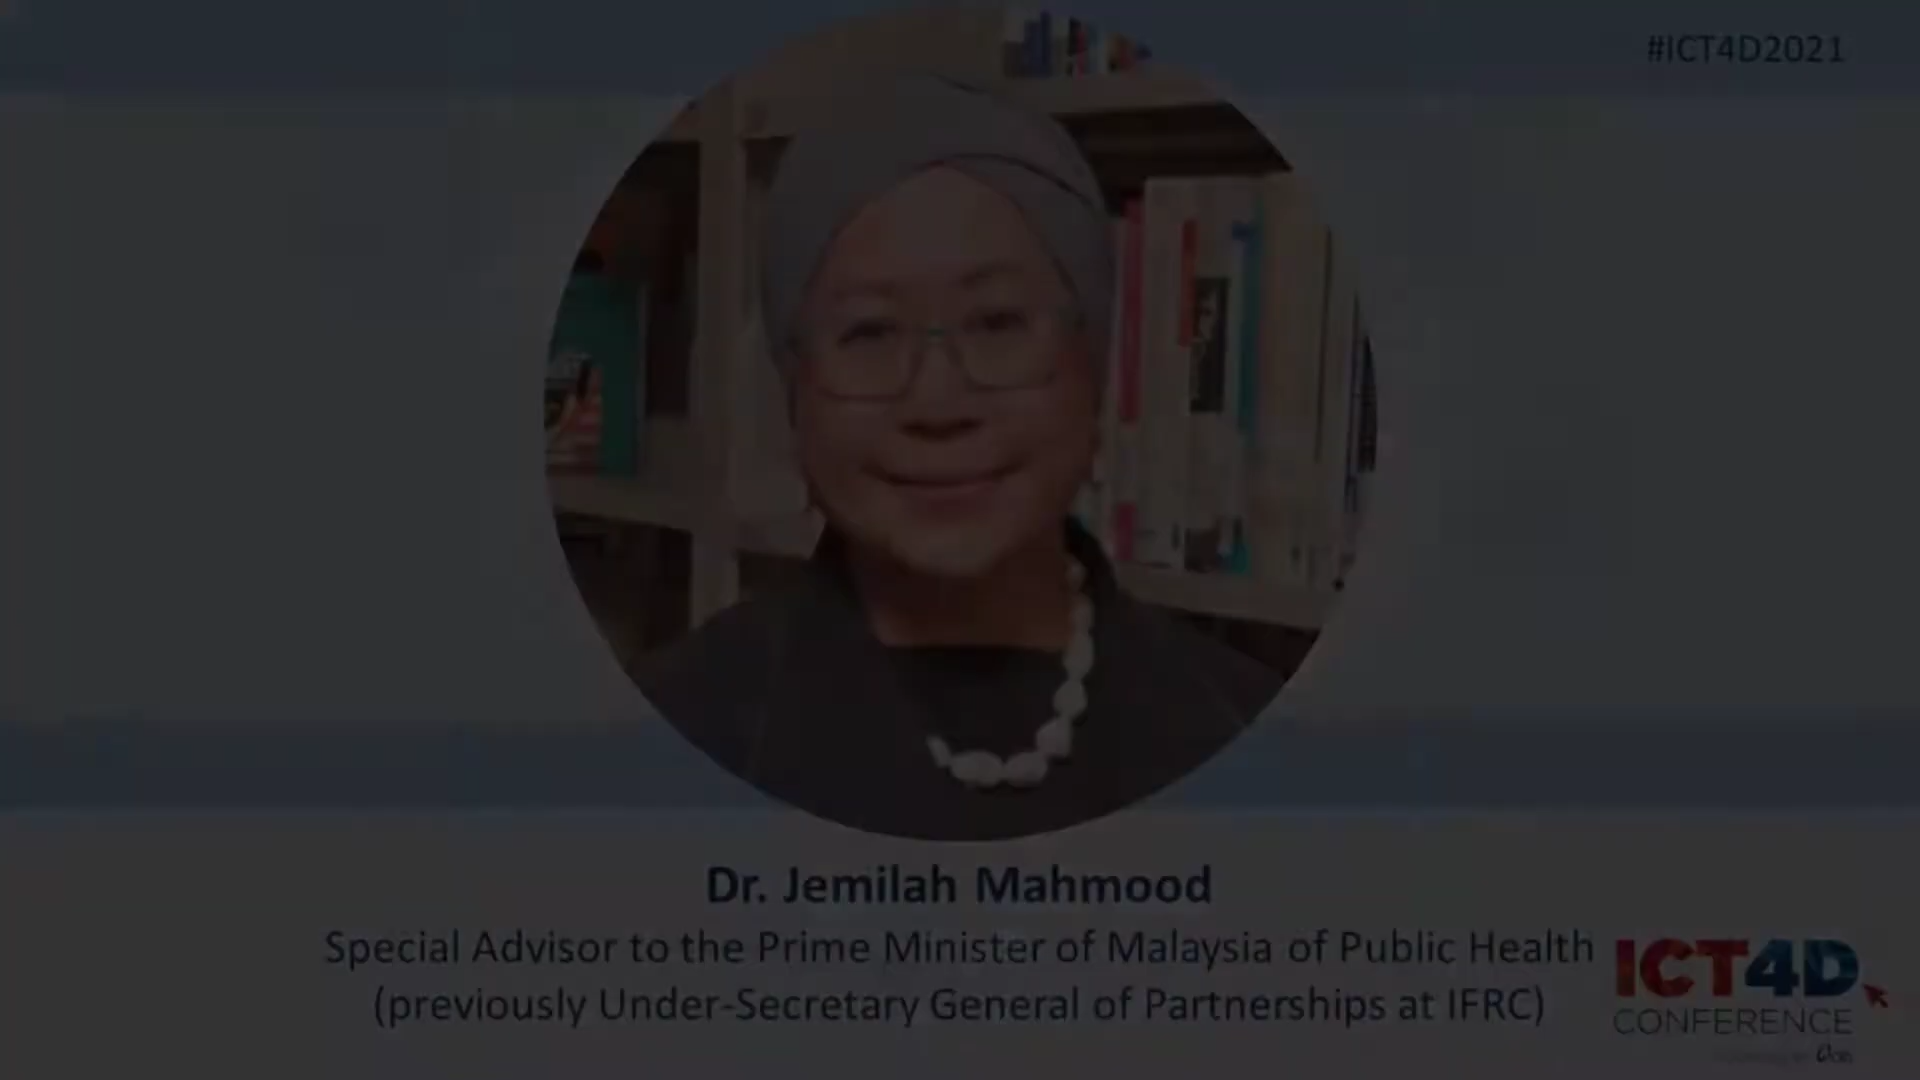 #ICT4D2021
Dr. Jemilah Mahmood
Special Advisor to the Prime Minister of Malaysia of Public Health
(previously Under-Secretary General of Partnerships at IFRC)
ICT4D
CONFERENCE